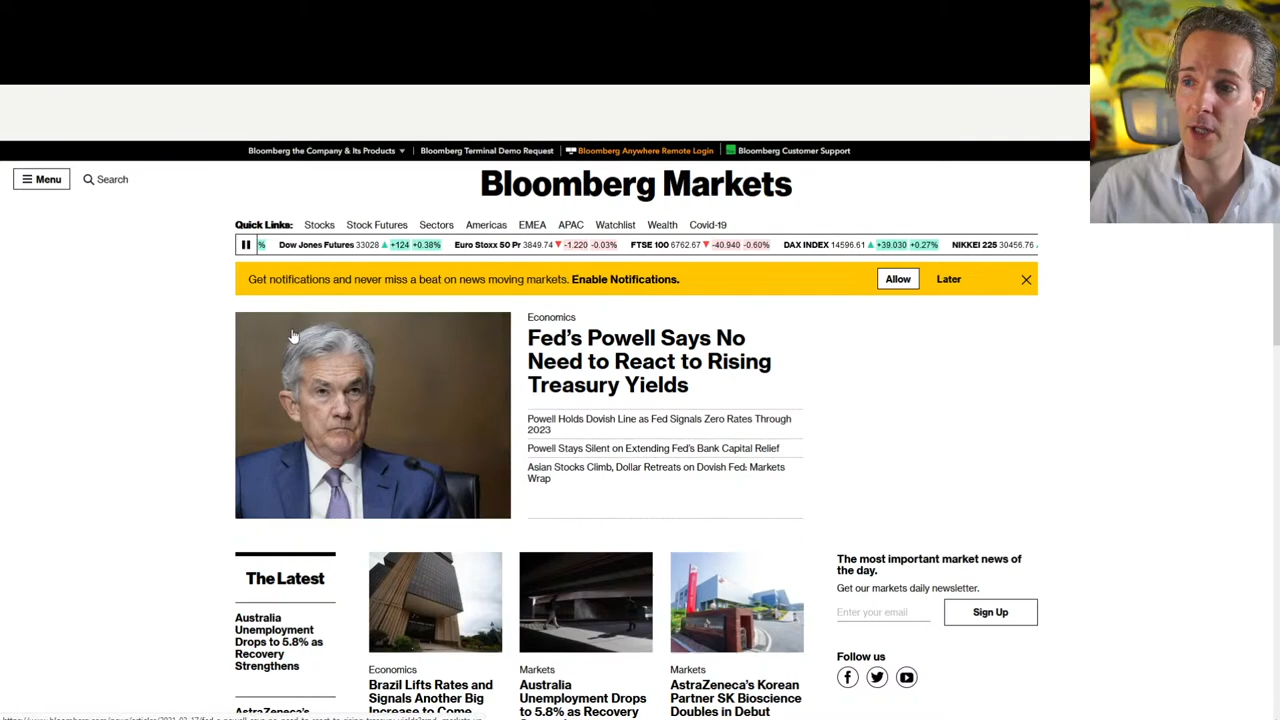 Bloomberg the Company & Its Products
Bloomberg Terminal Demo Request
Bloomberg Anywhere Remote Login
Bloomberg Customer Support
Menu
Search
Bloomberg Markets
Quick Links:
Stocks
Stock Futures
Sectors
Americas
EMEA
APAC
Watchlist
Wealth
Covid-19
% Dow Jones Futures 33028 +124 +0.38% Euro Stoxx 50 Pr 3849.74 -1.220 -0.03% FTSE 100 6762.67 -40.940 -0.60% DAX INDEX 14596.61 +39.030 +0.27% NIKKEI 225 30456.76
Get notifications and never miss a beat on news moving markets. Enable Notifications.
Allow
Later
Economics
Fed's Powell Says No
Need to React to Rising
Treasury Yields
Powell Holds Dovish Line as Fed Signals Zero Rates Through
2023
Powell Stays Silent on Extending Fed's Bank Capital Relief
Asian Stocks Climb, Dollar Retreats on Dovish Fed: Markets
Wrap
The Latest
Australia
Unemployment
Drops to 5.8% as
Recovery
Strengthens
AstraZeneca's
Economics
Brazil Lifts Rates and
Signals Another Big
Increase to Come
Markets
Australia
Unemployment Drops
to 5.8% as Recovery
Markets
AstraZeneca's Korean
Partner SK Bioscience
Doubles in Debut
The most important market news of
the day.
Get our markets daily newsletter.
Enter your email
Sign Up
Follow us